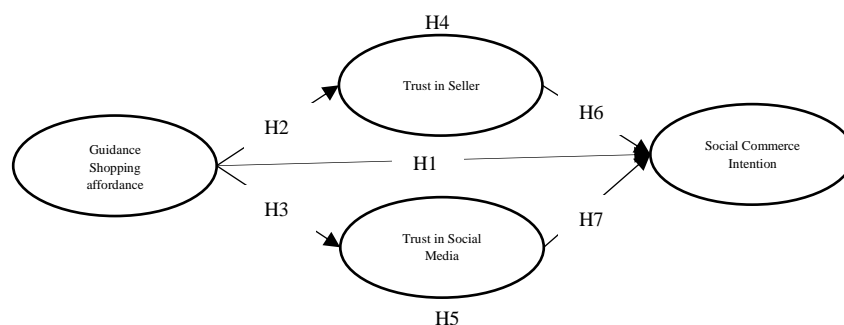 H4
Trust in Seller
H2
H6
Guidance
Shopping
affordance
H1
Social Commerce
Intention
H3
H7
Trust in Social
Media
H5